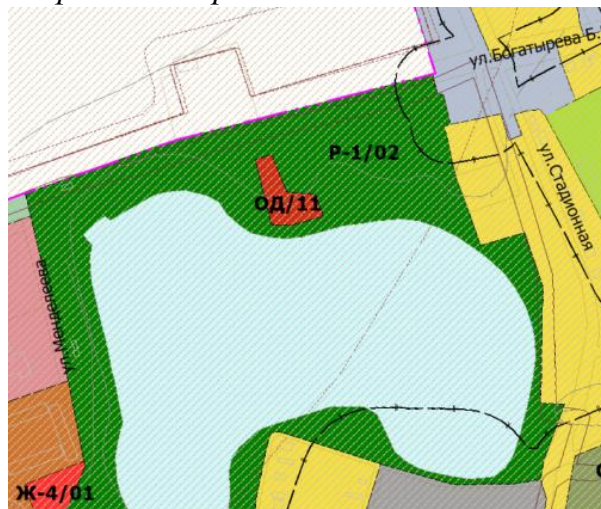 ул.Богатырева Б.
Р-1/02
ОД/11
ул.Стадионная
ул.Менделеева
Ж-4/01